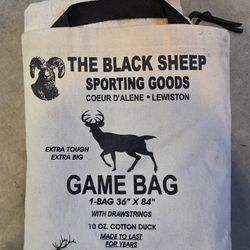 THE BLACK SHEEP
SPORTING GOODS
COEUR D'ALENE • LEWISTON
EXTRA TOUGH
EXTRA BIG
GAME BAG
1-BAG 36" X 84"
WITH DRAWSTRINGS
10 OZ. COTTON DUCK
MADE TO LAST
FOR YEARS